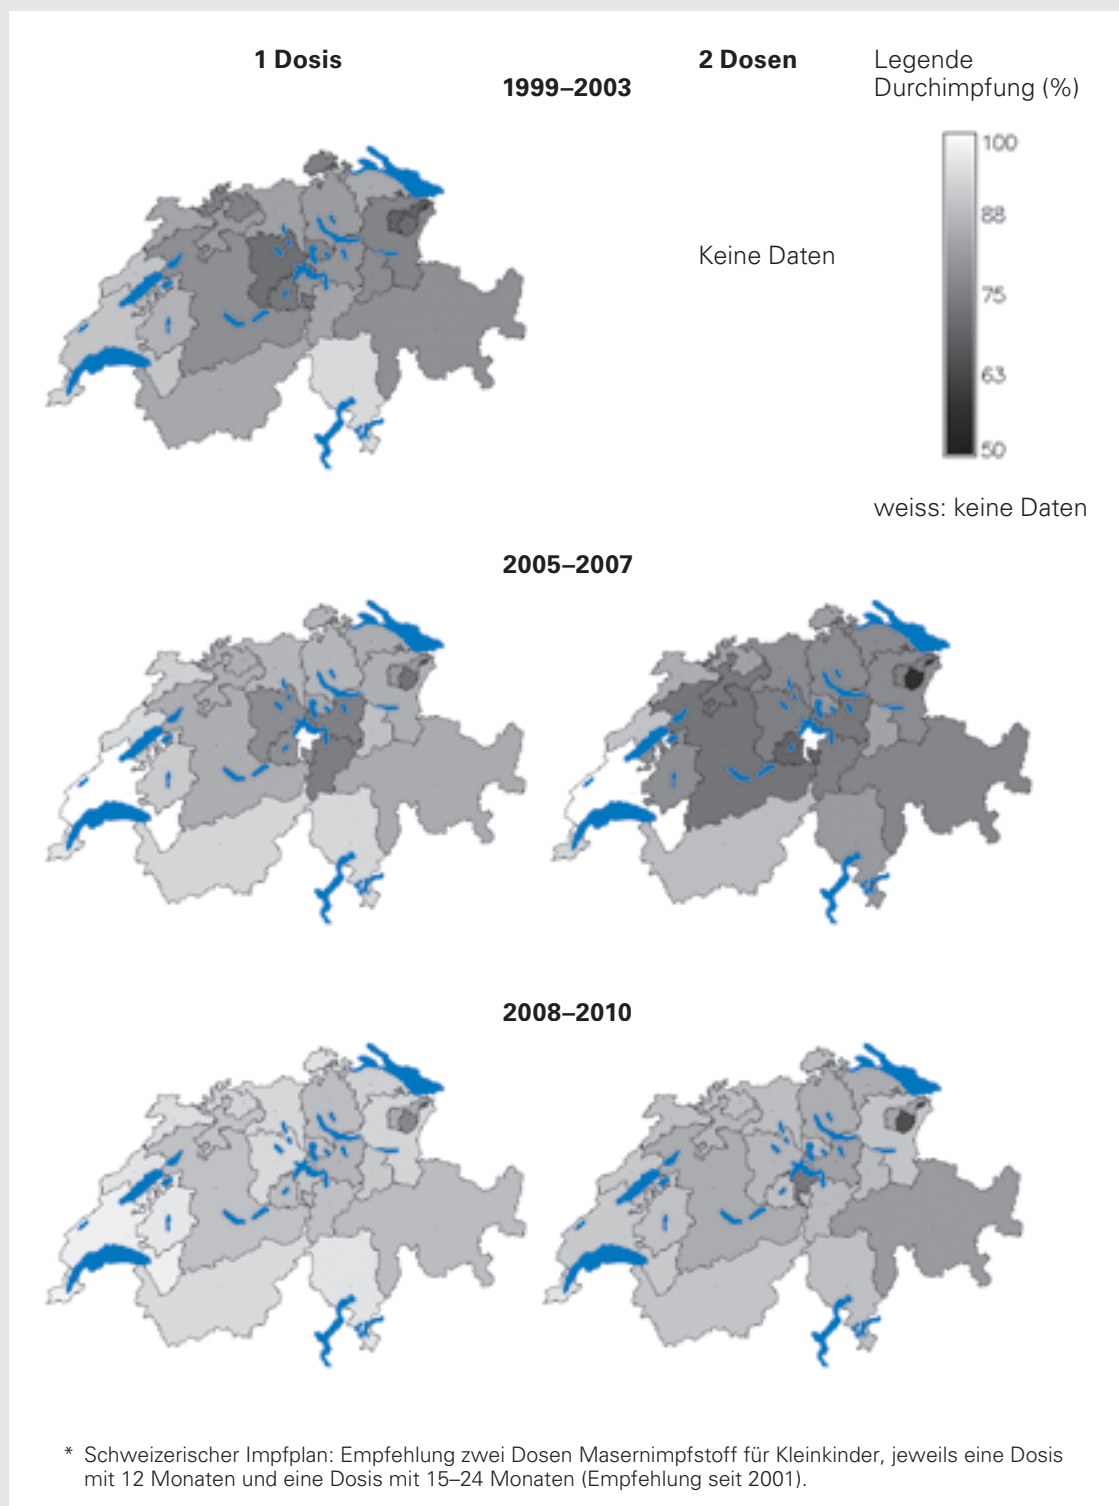 1 Dosis
2 Dosen
Legende
Durchimpfung (%)
1999–2003
100
88
75
63
50
Keine Daten
weiss: keine Daten
2005–2007
2008–2010
* Schweizerischer Impfplan: Empfehlung zwei Dosen Masernimpfstoff für Kleinkinder, jeweils eine Dosis
mit 12 Monaten und eine Dosis mit 15–24 Monaten (Empfehlung seit 2001).